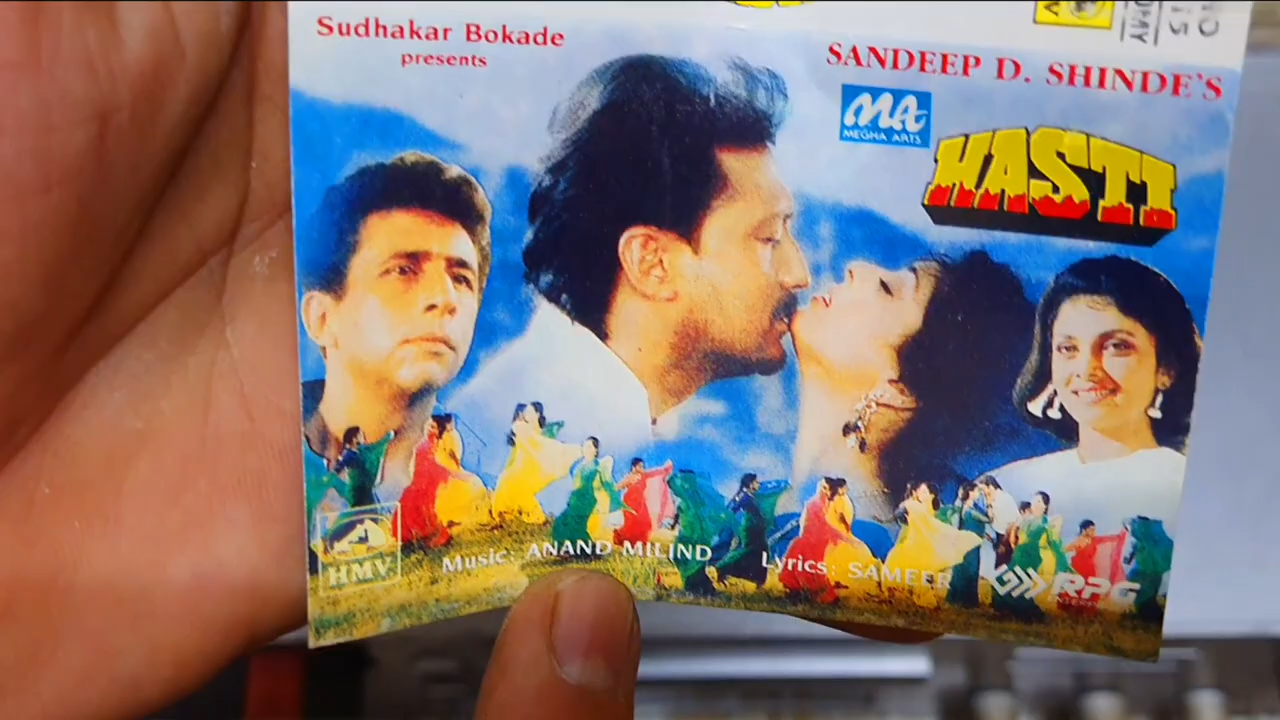 Sudhakar Bokade
presents
SANDEEP D. SHINDE'S
MA
MEGHA ARTS
HASTI
HMV
Music: ANAND MILIND
Lyrics: SAMEER
RPG